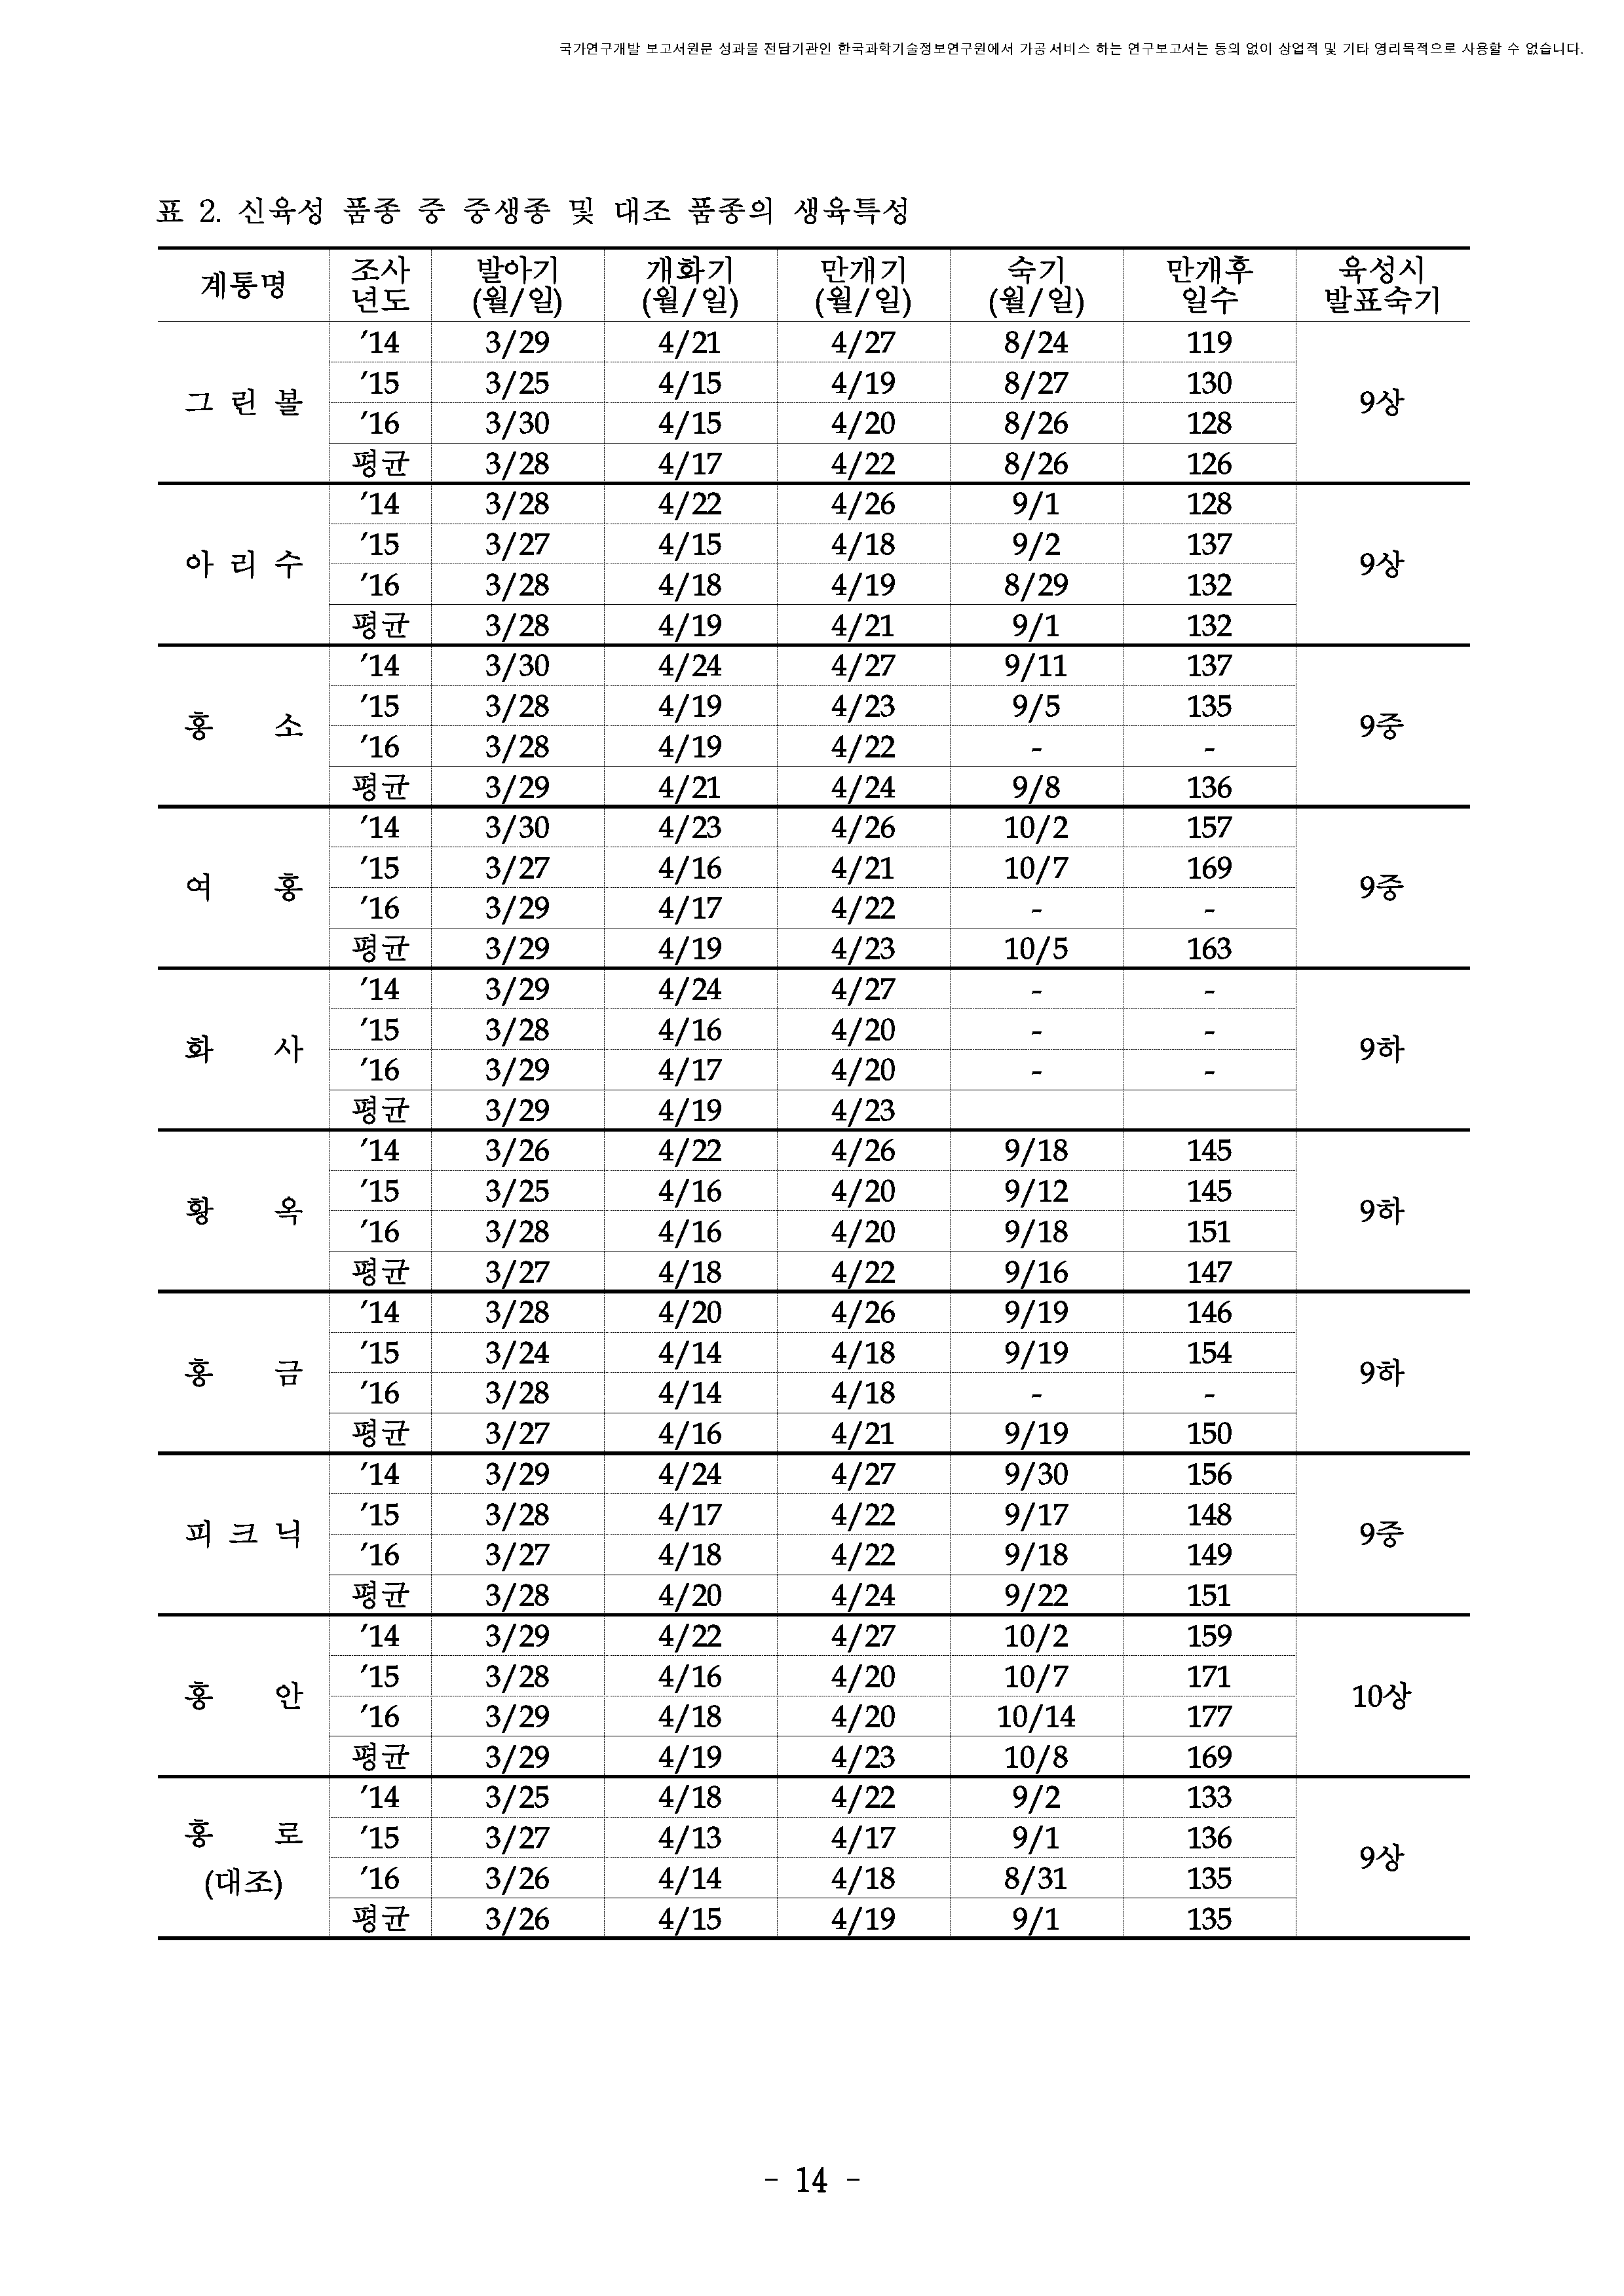 국가연구개발 보고서원문 성과물 전담기관인 한국과학기술정보연구원에서 가공·서비스 하는 연구보고서는 동의 없이 상업적 및 기타 영리목적으로 사용할 수 없습니다.
표 2. 신육성 품종 중 중생종 및 대조 품종의 생육특성
계통명 조사 년도 발아기 (월/일) 개화기 (월/일) 만개기 (월/일) 숙기 (월/일) 만개후 일수 육성시 발표숙기
그린볼 '14 3/29 4/21 4/27 8/24 119 9상
'15 3/25 4/15 4/19 8/27 130
'16 3/30 4/15 4/20 8/26 128
평균 3/28 4/17 4/22 8/26 126
아리수 '14 3/28 4/22 4/26 9/1 128 9상
'15 3/27 4/15 4/18 9/2 137
'16 3/28 4/18 4/19 8/29 132
평균 3/28 4/19 4/21 9/1 132
홍 소 '14 3/30 4/24 4/27 9/11 137 9중
'15 3/28 4/19 4/23 9/5 135
'16 3/28 4/19 4/22 - -
평균 3/29 4/21 4/24 9/8 136
여 홍 '14 3/30 4/23 4/26 10/2 157 9중
'15 3/27 4/16 4/21 10/7 169
'16 3/29 4/17 4/22 - -
평균 3/29 4/19 4/23 10/5 163
화 사 '14 3/29 4/24 4/27 - - 9하
'15 3/28 4/16 4/20 - -
'16 3/29 4/17 4/20 - -
평균 3/29 4/19 4/23
황 옥 '14 3/26 4/22 4/26 9/18 145 9하
'15 3/25 4/16 4/20 9/12 145
'16 3/28 4/16 4/20 9/18 151
평균 3/27 4/18 4/22 9/16 147
홍 금 '14 3/28 4/20 4/26 9/19 146 9하
'15 3/24 4/14 4/18 9/19 154
'16 3/28 4/14 4/18 - -
평균 3/27 4/16 4/21 9/19 150
피크닉 '14 3/29 4/24 4/27 9/30 156 9중
'15 3/28 4/17 4/22 9/17 148
'16 3/27 4/18 4/22 9/18 149
평균 3/28 4/20 4/24 9/22 151
홍 안 '14 3/29 4/22 4/27 10/2 159 10상
'15 3/28 4/16 4/20 10/7 171
'16 3/29 4/18 4/20 10/14 177
평균 3/29 4/19 4/23 10/8 169
홍 로 (대조) '14 3/25 4/18 4/22 9/2 133 9상
'15 3/27 4/13 4/17 9/1 136
'16 3/26 4/14 4/18 8/31 135
평균 3/26 4/15 4/19 9/1 135
- 14 -